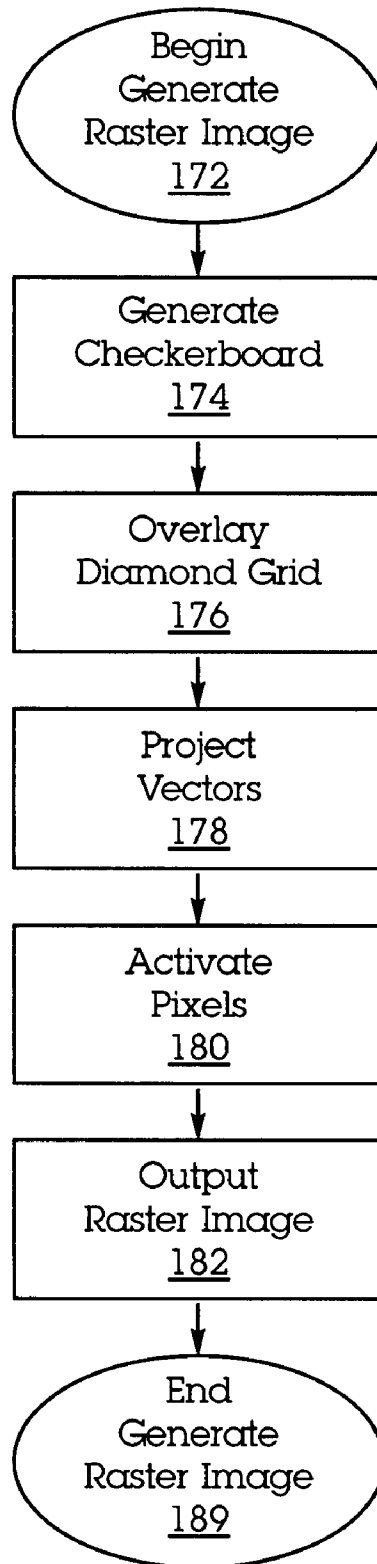 Begin
Generate
Raster Image
172
Generate
Checkerboard
174
Overlay
Diamond Grid
176
Project
Vectors
178
Activate
Pixels
180
Output
Raster Image
182
End
Generate
Raster Image
189